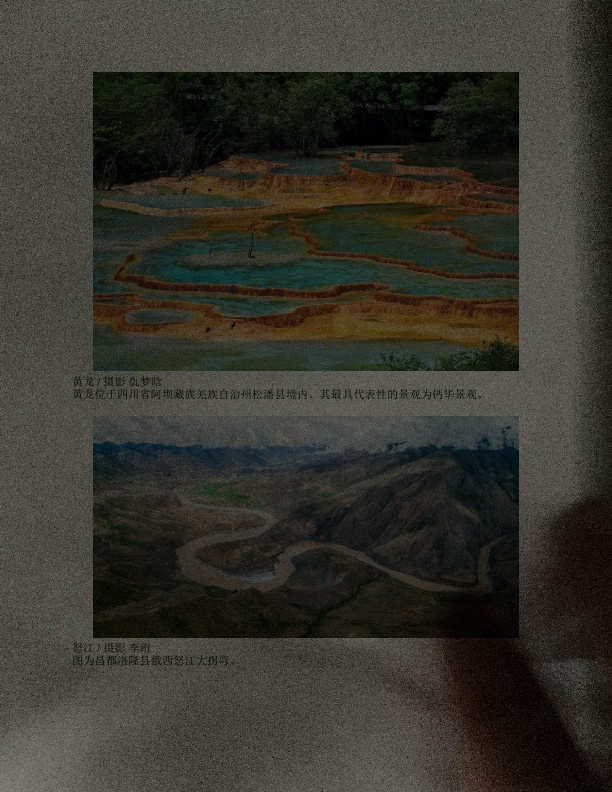 黄龙 / 摄影 仇梦晗
黄龙位于四川省阿坝藏族羌族自治州松潘县境内，其最具代表性的景观为钙华景观。
怒江 / 摄影 李珩
图为昌都洛隆县俄西怒江大拐弯。